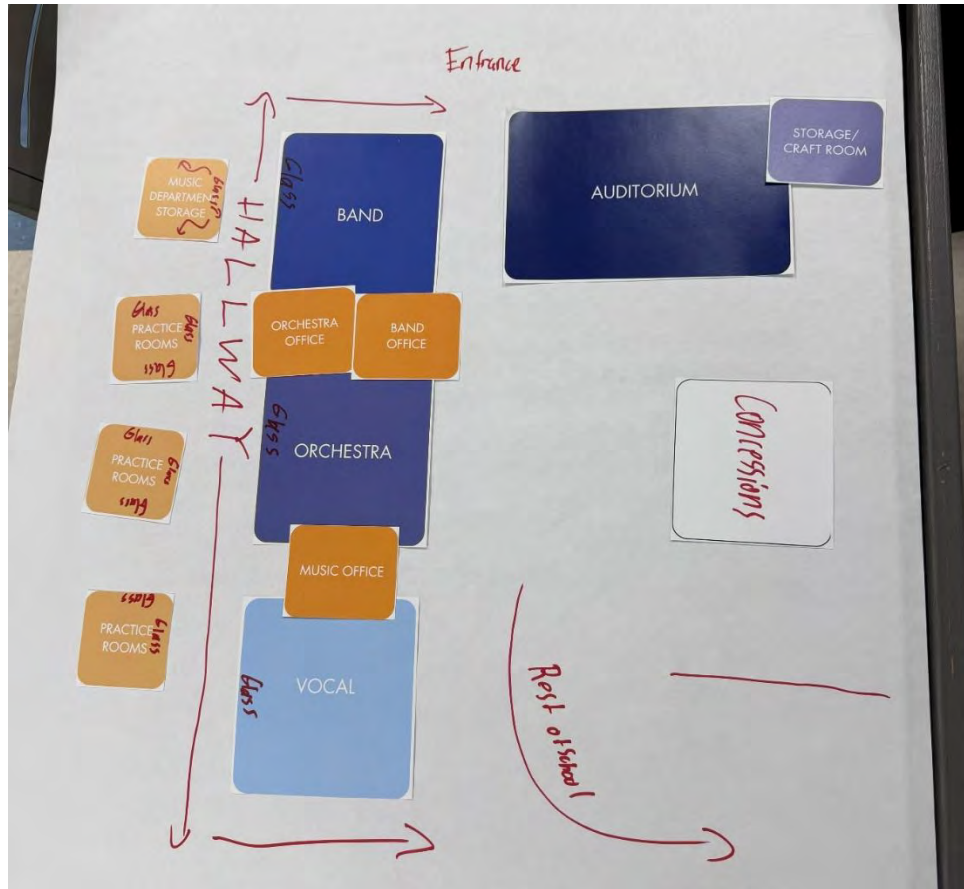 Entrance
MUSIC
DEPARTMENT
STORAGE
Glass
HALLWAY
Glass
BAND
AUDITORIUM
STORAGE/
CRAFT ROOM
Glass
PRACTICE
ROOMS
Glass
Glass
ORCHESTRA
OFFICE
BAND
OFFICE
Glass
ORCHESTRA
Concessions
Glass
PRACTICE
ROOMS
Glass
Glass
MUSIC OFFICE
Glass
PRACTICE
ROOMS
Glass
Glass
VOCAL
Rest of School